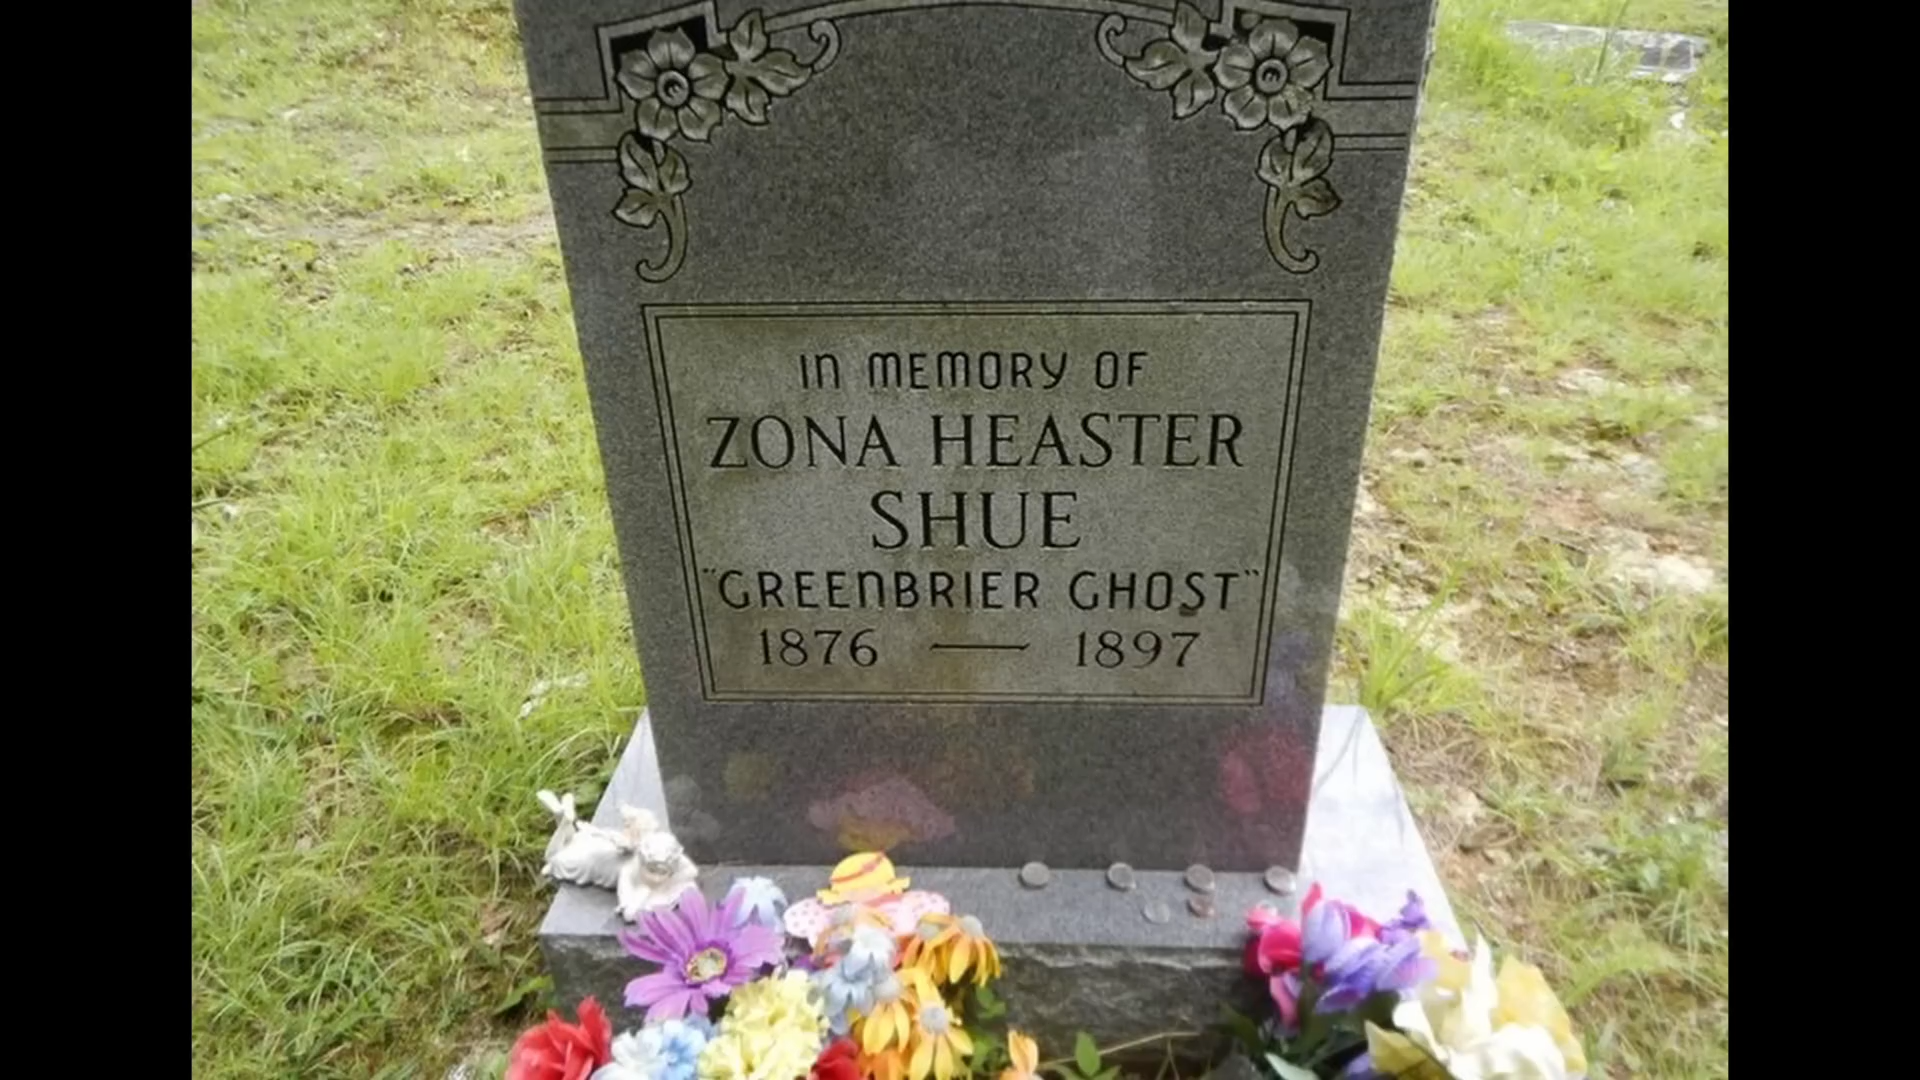 IN MEMORY OF
ZONA HEASTER
SHUE
"GREENBRIER GHOST"
1876 — 1897